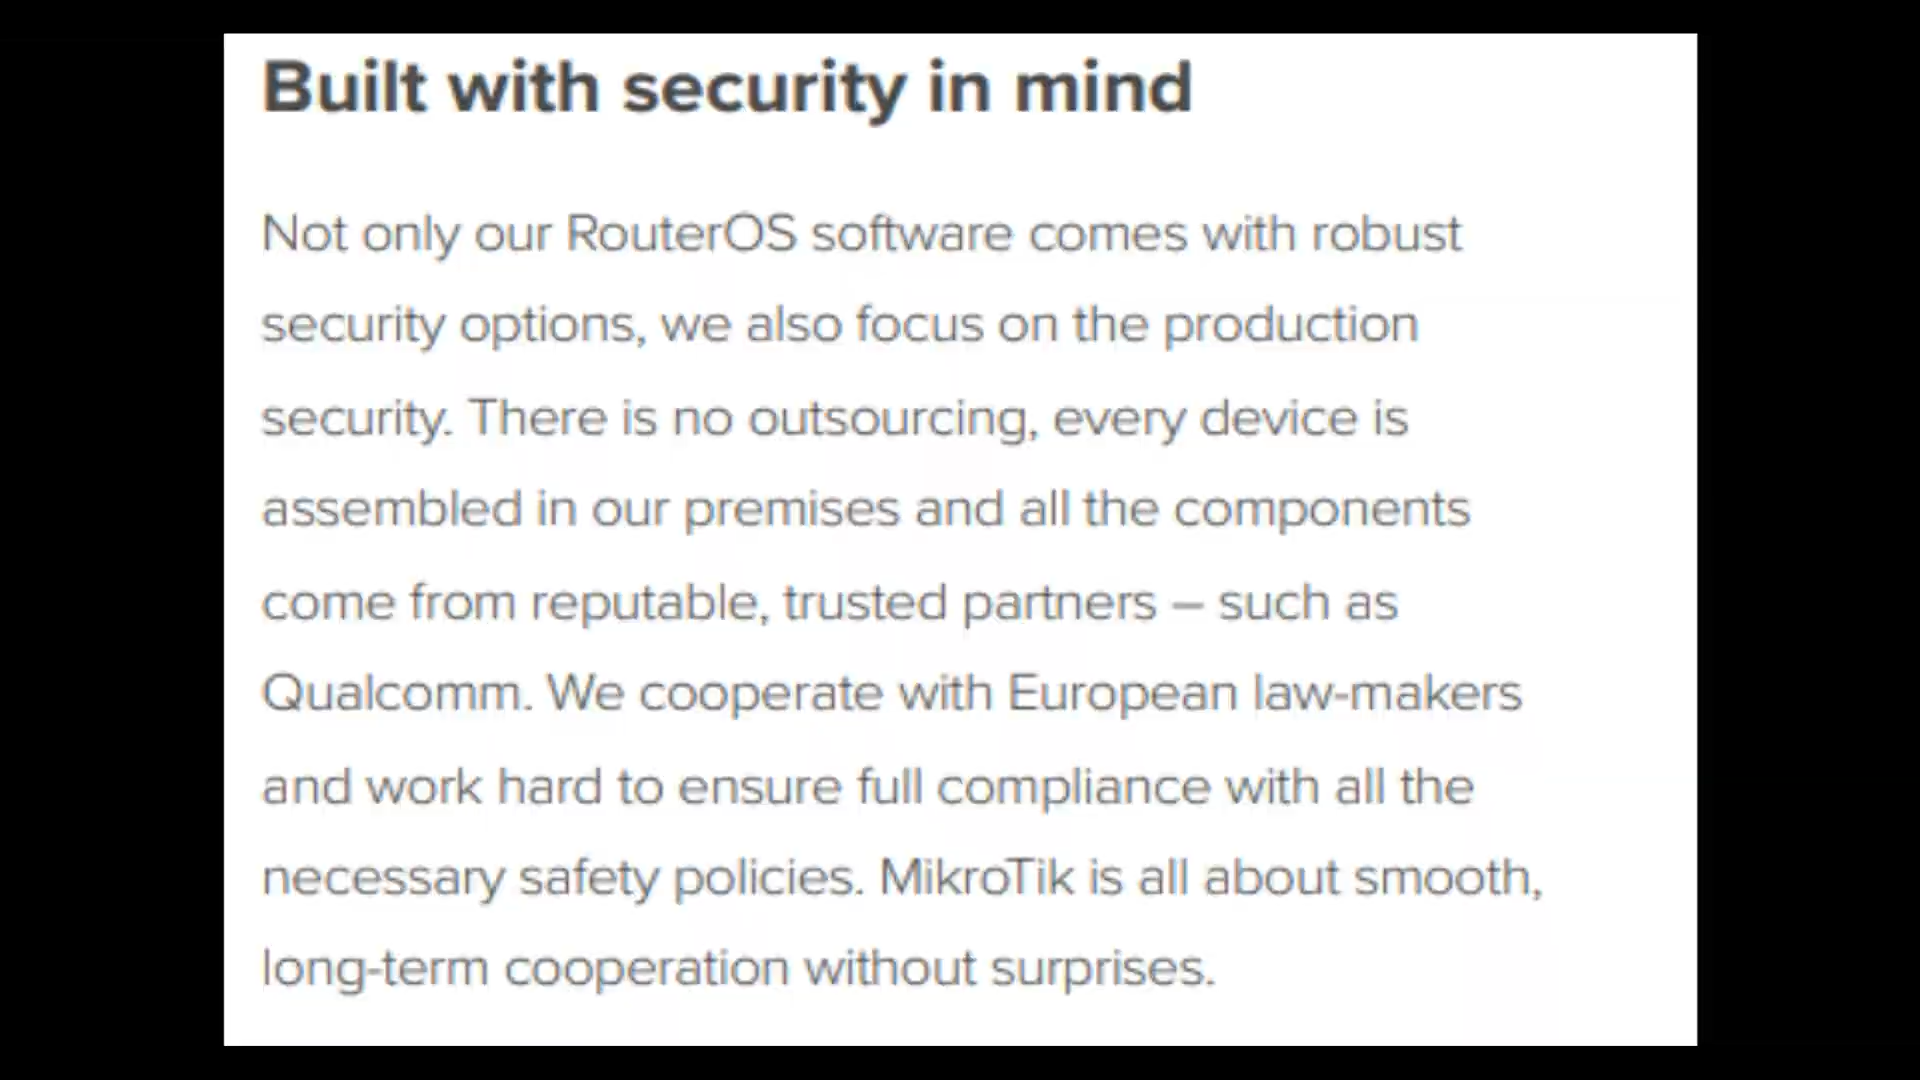 Built with security in mind
Not only our RouterOS software comes with robust
security options, we also focus on the production
security. There is no outsourcing, every device is
assembled in our premises and all the components
come from reputable, trusted partners – such as
Qualcomm. We cooperate with European law-makers
and work hard to ensure full compliance with all the
necessary safety policies. MikroTik is all about smooth,
long-term cooperation without surprises.